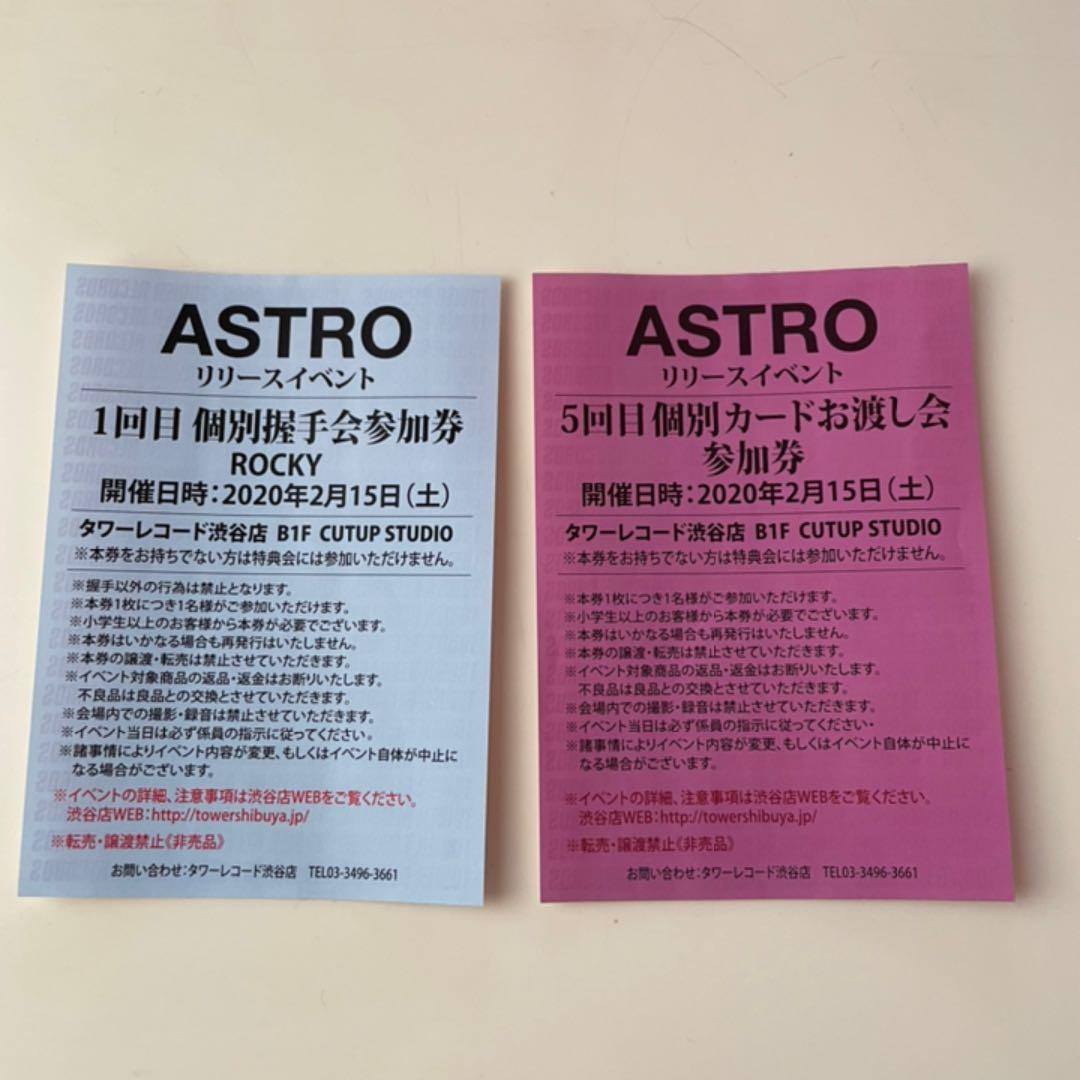 ASTRO
リリースイベント
1回目 個別握手会参加券
ROCKY
開催日時：2020年2月15日（土）
タワーレコード渋谷店 B1F CUTUP STUDIO
※本券をお持ちでない方は特典会には参加いただけません。
※握手以外の行為は禁止となります。
※本券1枚につき1名様がご参加いただけます。
※小学生以上のお客様から本券が必要でございます。
※本券はいかなる場合も再発行はいたしません。
※本券の譲渡・転売は禁止させていただきます。
※イベント対象商品の返品・返金はお断りいたします。
不良品は良品との交換とさせていただきます。
※会場内での撮影・録音は禁止させていただきます。
※イベント当日は必ず係員の指示に従ってください。
※諸事情によりイベント内容が変更、もしくはイベント自体が中止に
なる場合がございます。
※イベントの詳細、注意事項は渋谷店WEBをご覧ください。
渋谷店WEB：http://towershibuya.jp/
※転売・譲渡禁止《非売品》
お問い合わせ：タワーレコード渋谷店 TEL03-3496-3661
ASTRO
リリースイベント
5回目個別カードお渡し会
参加券
開催日時：2020年2月15日（土）
タワーレコード渋谷店 B1F CUTUP STUDIO
※本券をお持ちでない方は特典会には参加いただけません。
※本券1枚につき1名様がご参加いただけます。
※小学生以上のお客様から本券が必要でございます。
※本券はいかなる場合も再発行はいたしません。
※本券の譲渡・転売は禁止させていただきます。
※イベント対象商品の返品・返金はお断りいたします。
不良品は良品との交換とさせていただきます。
※会場内での撮影・録音は禁止させていただきます。
※イベント当日は必ず係員の指示に従ってください・
※諸事情によりイベント内容が変更、もしくはイベント自体が中止に
なる場合がございます。
※イベントの詳細、注意事項は渋谷店WEBをご覧ください。
渋谷店WEB：http://towershibuya.jp/
※転売・譲渡禁止《非売品》
お問い合わせ：タワーレコード渋谷店 TEL03-3496-3661